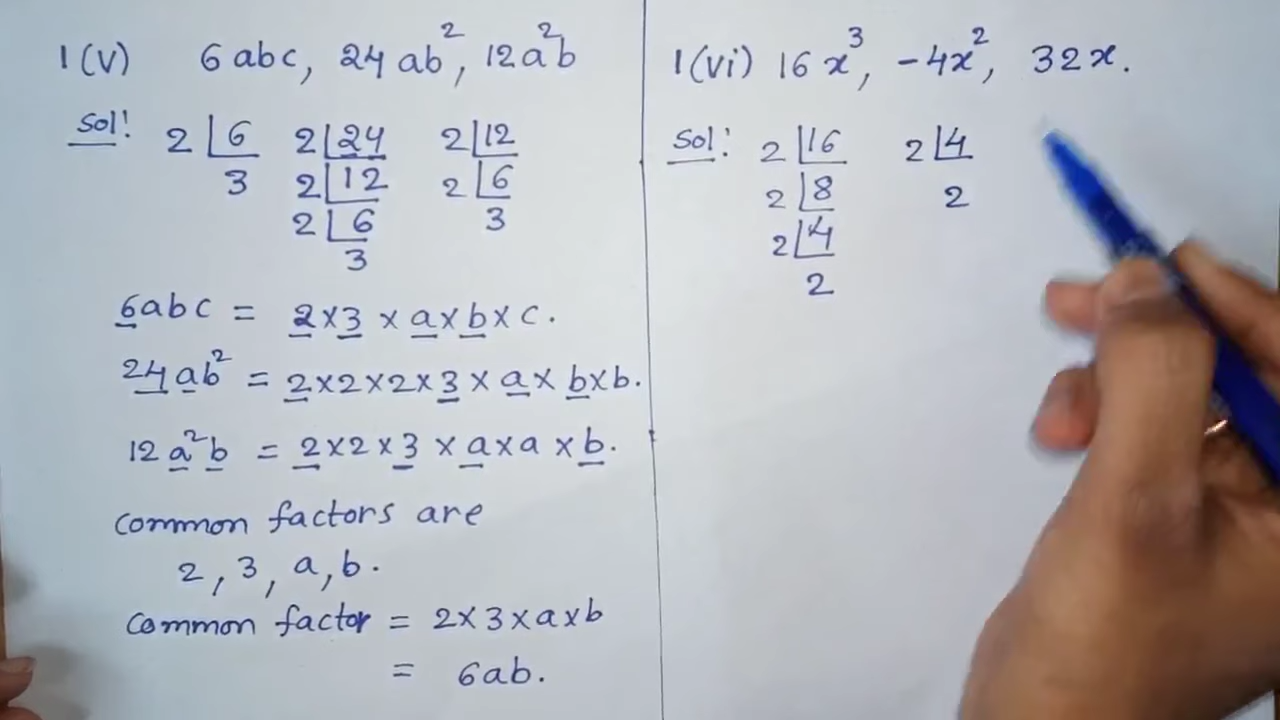 1(v) 6abc, 24ab², 12a²b
Sol!
2 | 6
3
2 | 24
2 | 12
2 | 6
3
2 | 12
2 | 6
3
6abc = 2×3×a×b×c.
24ab² = 2×2×2×3×a×b×b.
12a²b = 2×2×3×a×a×b.
common factors are
2, 3, a, b.
common factor = 2×3×a×b
= 6ab.
1(vi) 16x³, -4x², 32x.
Sol!
2 | 16
2 | 8
2 | 4
2
2 | 4
2